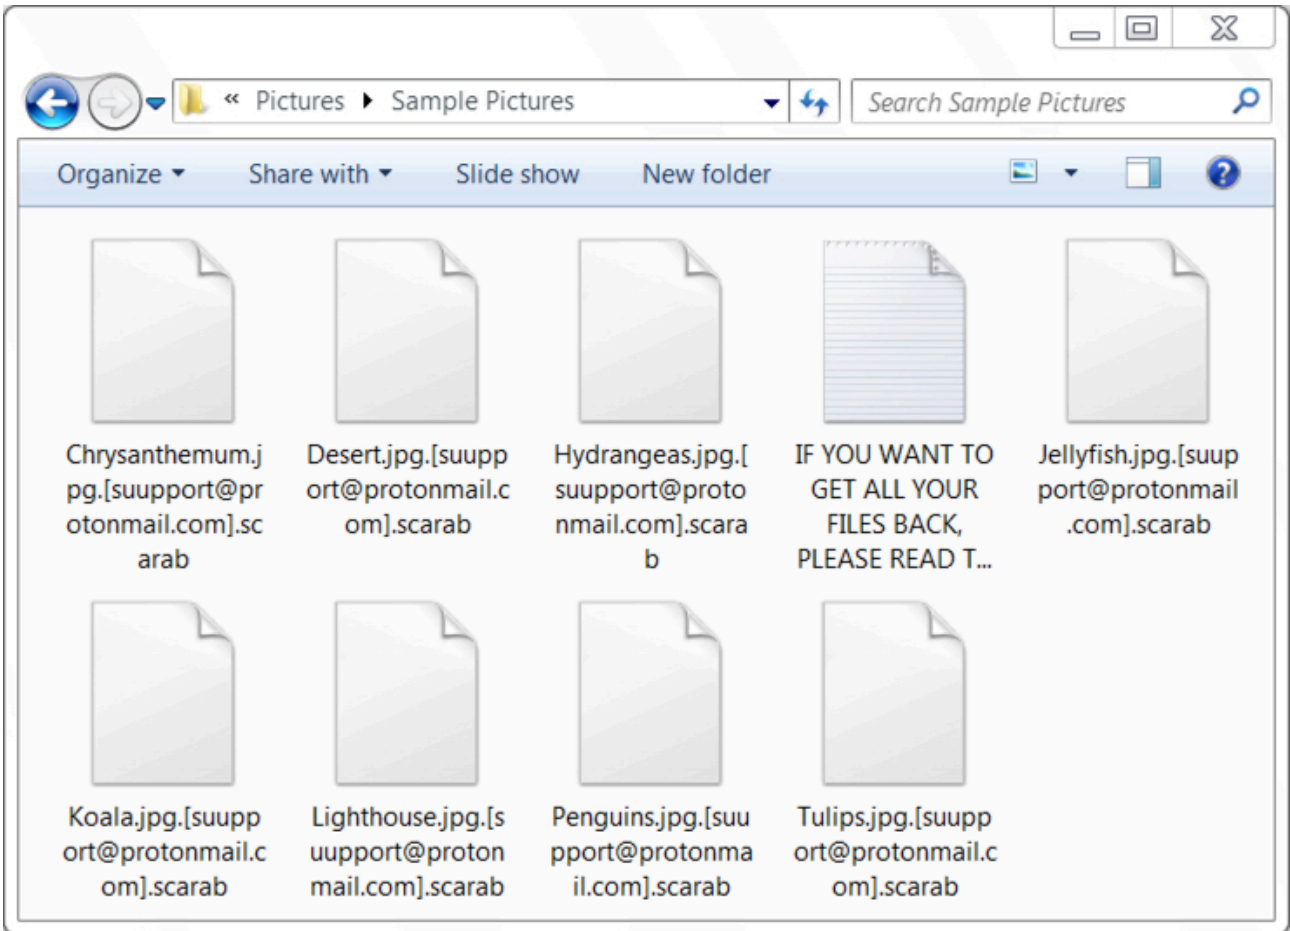 « Pictures ▸ Sample Pictures
Search Sample Pictures
Organize
Share with
Slide show
New folder
Chrysanthemum.j
pg.[suupport@pr
otonmail.com].sc
arab
Desert.jpg.[suupp
ort@protonmail.c
om].scarab
Hydrangeas.jpg.[
suupport@proto
nmail.com].scara
b
IF YOU WANT TO
GET ALL YOUR
FILES BACK,
PLEASE READ T...
Jellyfish.jpg.[suup
port@protonmail
.com].scarab
Koala.jpg.[suupp
ort@protonmail.c
om].scarab
Lighthouse.jpg.[s
uupport@proton
mail.com].scarab
Penguins.jpg.[suu
pport@protonma
il.com].scarab
Tulips.jpg.[suupp
ort@protonmail.c
om].scarab